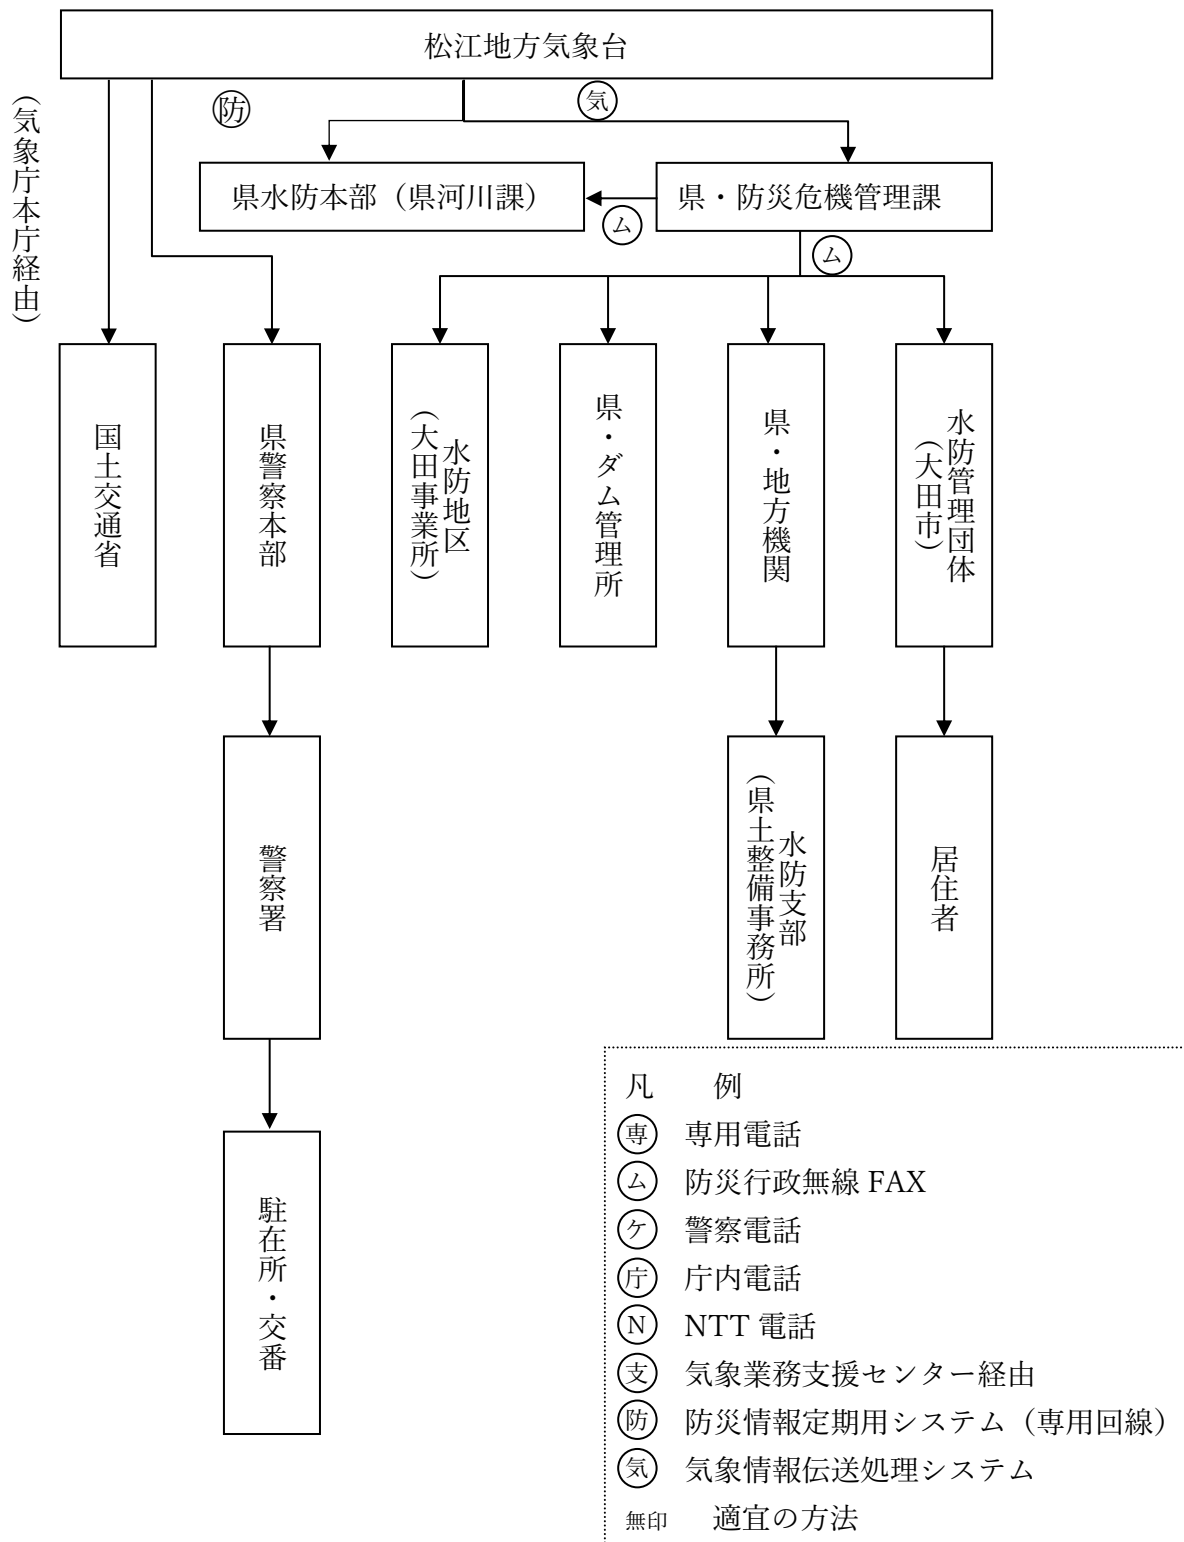 松江地方気象台
（気象庁本庁経由）
防
気
県水防本部（県河川課）
県・防災危機管理課
ム
ム
国土交通省
県警察本部
水防地区
（大田事業所）
県・ダム管理所
県・地方機関
水防管理団体
（大田市）
警察署
水防支部
（県土整備事務所）
居住者
駐在所・交番
凡　例
専 専用電話
ム 防災行政無線 FAX
ケ 警察電話
庁 庁内電話
N NTT 電話
支 気象業務支援センター経由
防 防災情報定期用システム（専用回線）
気 気象情報伝送処理システム
無印 適宜の方法